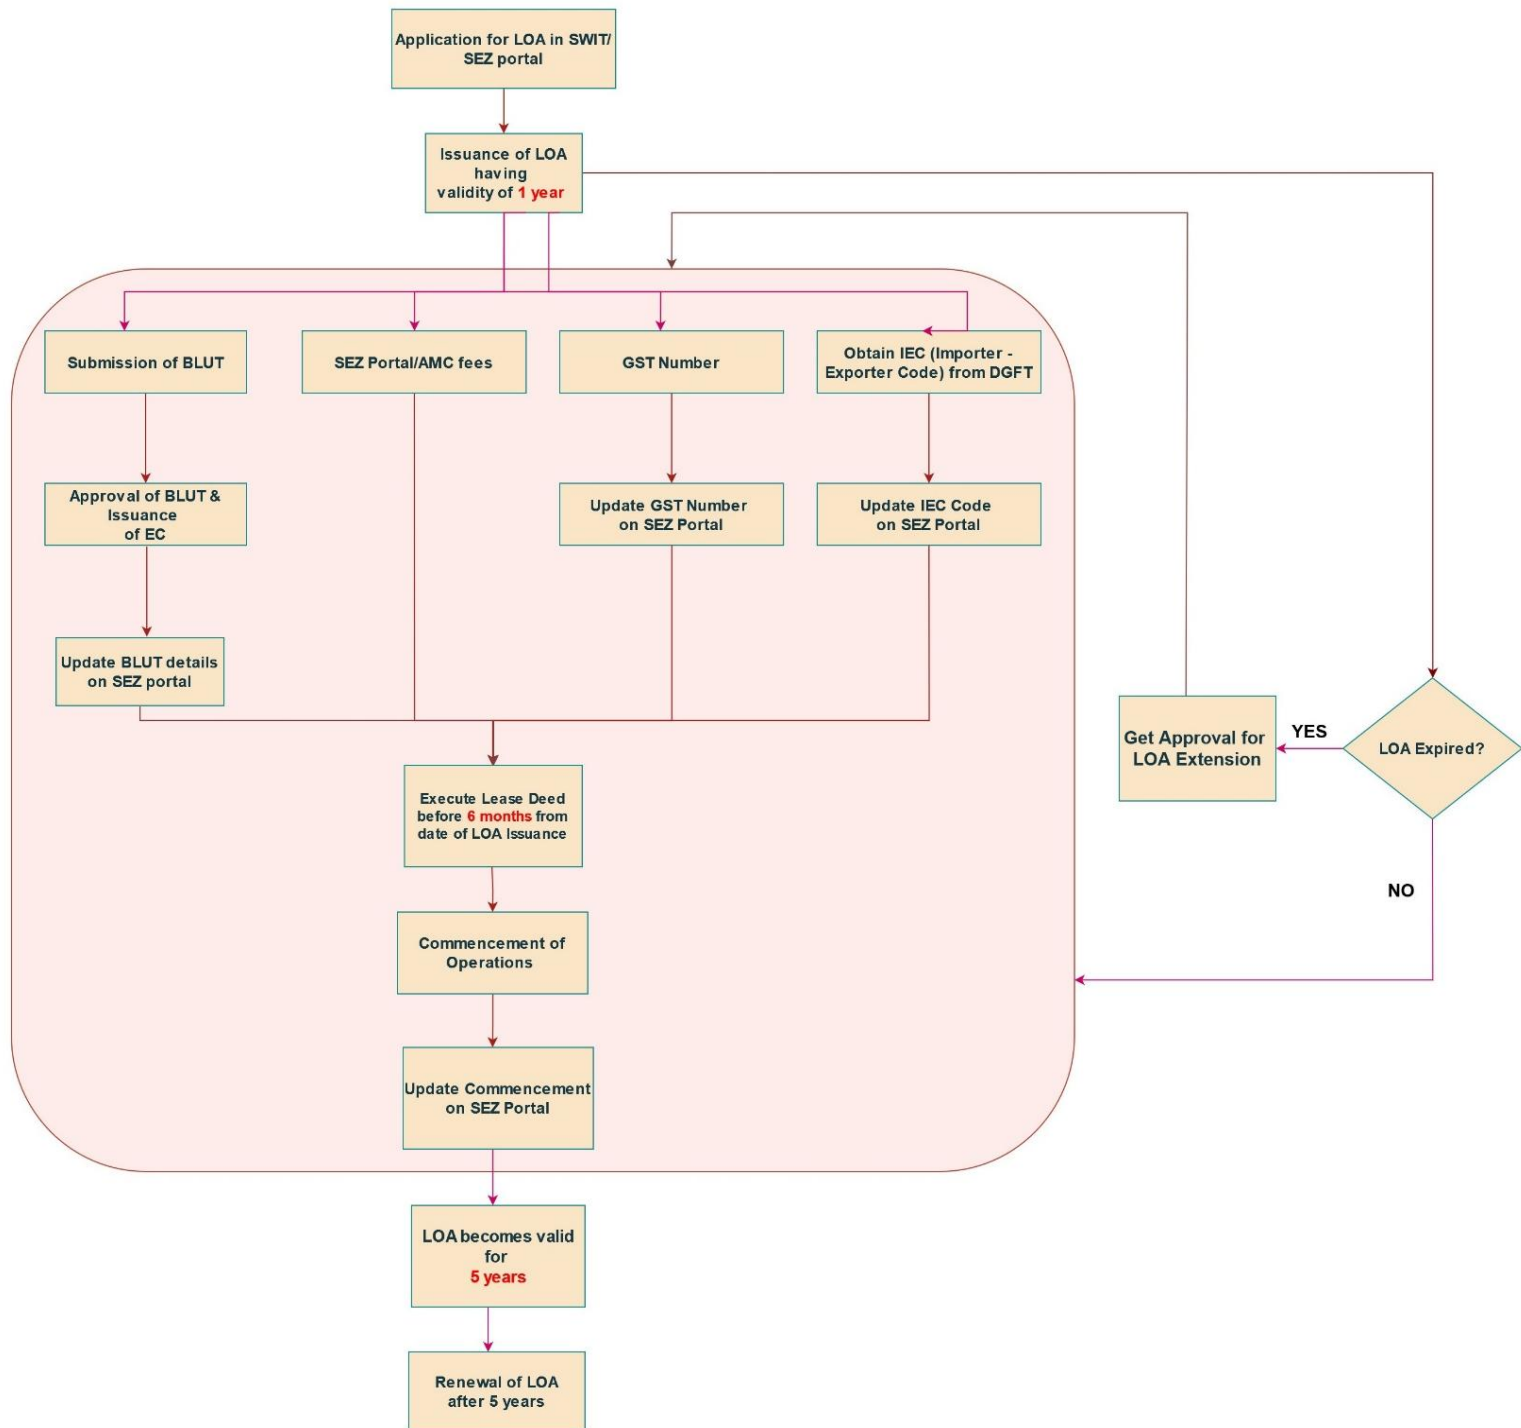 Application for LOA in SWIT/
SEZ portal
Issuance of LOA
having
validity of 1 year
Submission of BLUT
SEZ Portal/AMC fees
GST Number
Obtain IEC (Importer -
Exporter Code) from DGFT
Approval of BLUT &
Issuance
of EC
Update GST Number
on SEZ Portal
Update IEC Code
on SEZ Portal
Update BLUT details
on SEZ portal
Get Approval for
LOA Extension
YES
LOA Expired?
NO
Execute Lease Deed
before 6 months from
date of LOA Issuance
Commencement of
Operations
Update Commencement
on SEZ Portal
LOA becomes valid
for
5 years
Renewal of LOA
after 5 years